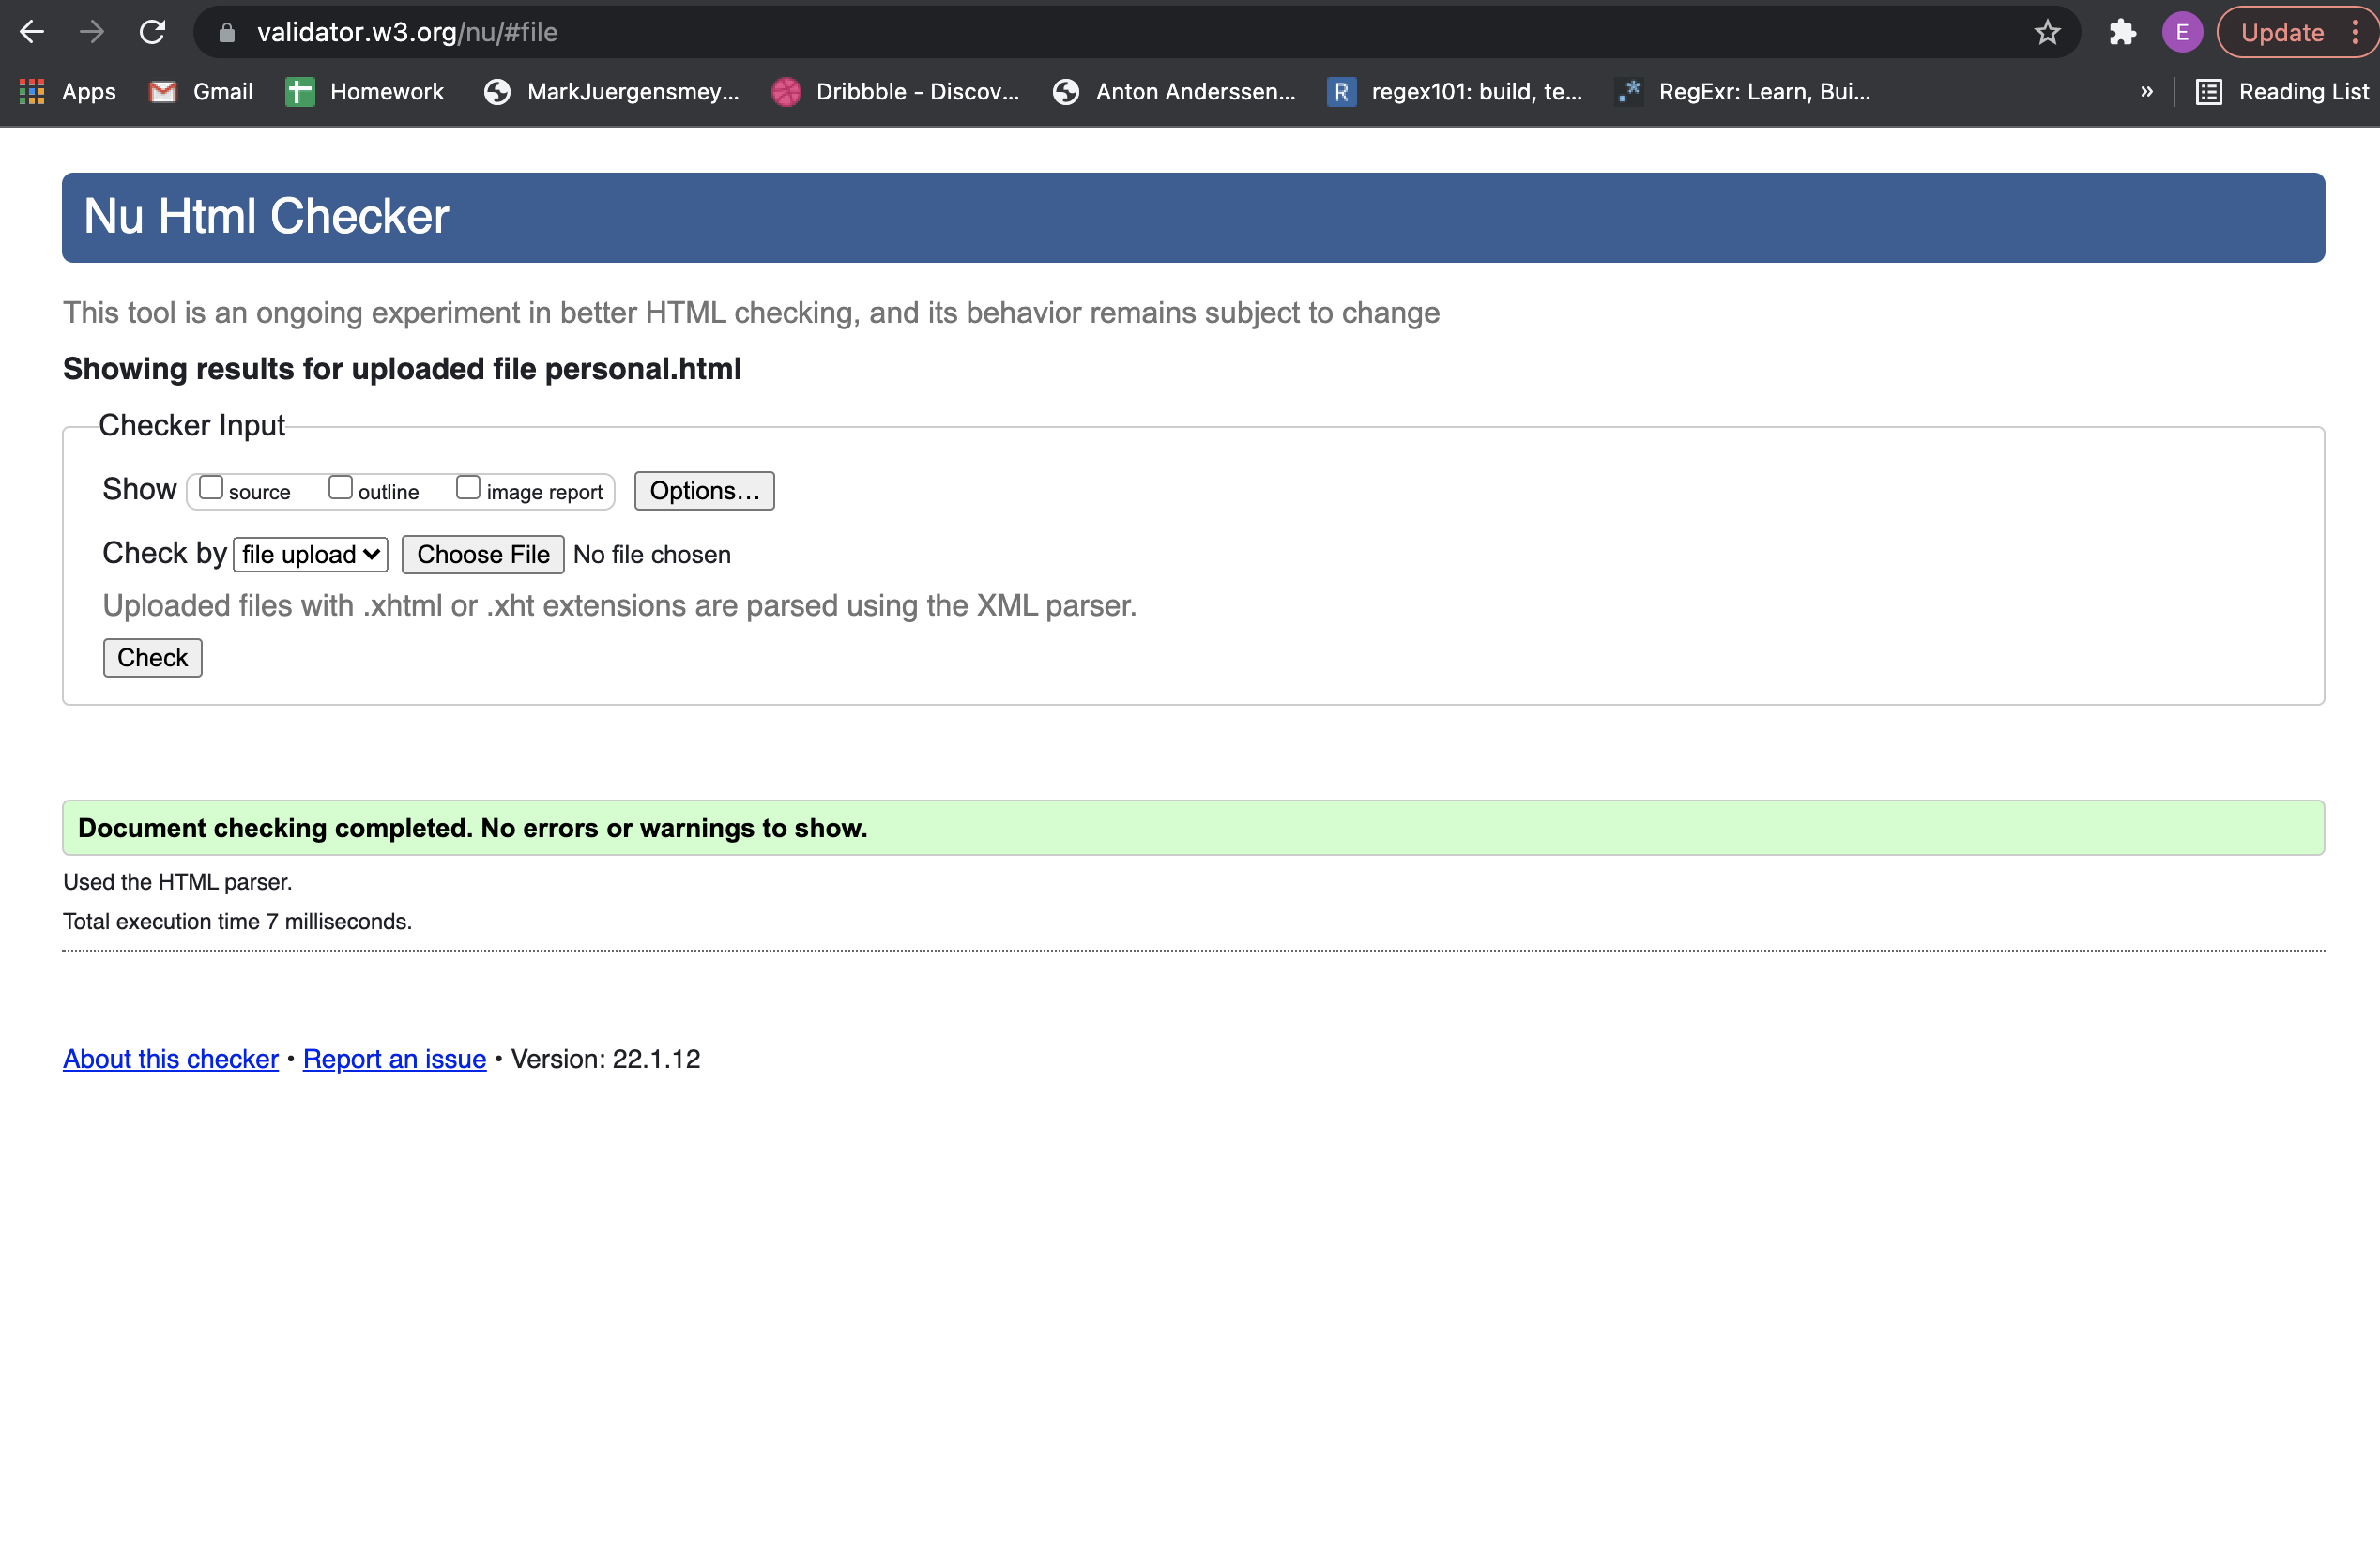 validator.w3.org/nu/#file E Update
Apps Gmail Homework MarkJuergensmey... Dribbble - Discov... Anton Anderssen... R regex101: build, te... RegExr: Learn, Bui... » Reading List
Nu Html Checker
This tool is an ongoing experiment in better HTML checking, and its behavior remains subject to change
Showing results for uploaded file personal.html
Checker Input
Show source outline image report Options...
Check by file upload Choose File No file chosen
Uploaded files with .xhtml or .xht extensions are parsed using the XML parser.
Check
Document checking completed. No errors or warnings to show.
Used the HTML parser.
Total execution time 7 milliseconds.
About this checker • Report an issue • Version: 22.1.12